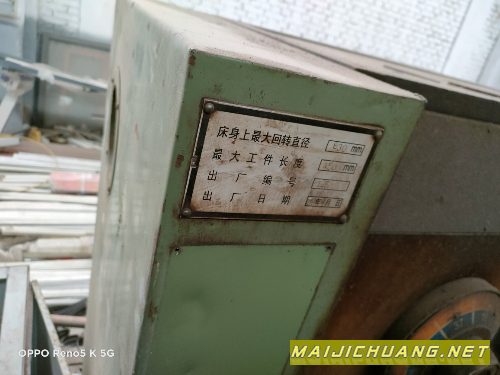 床身上最大回转直径 mm
最大工件长度 mm
出厂编号
出厂日期
OPPO Reno5 K 5G
MAIJICHUANG.NET